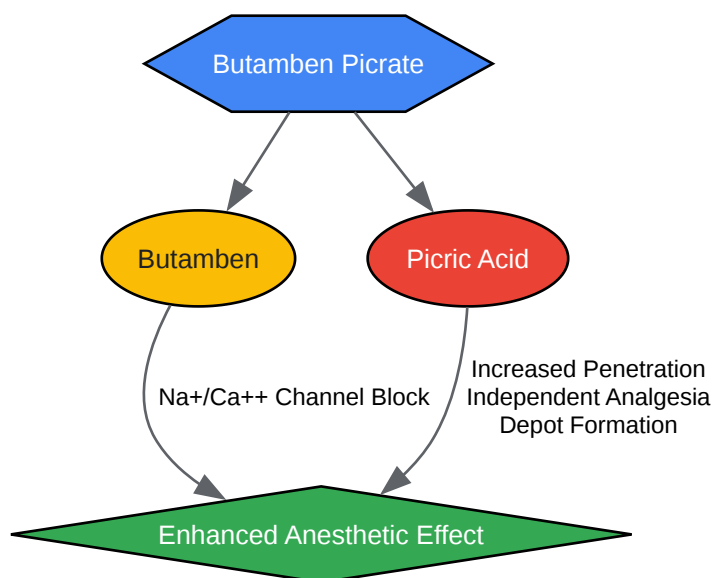 Butamben Picrate
Butamben
Picric Acid
Na+/Ca++ Channel Block
Increased Penetration
Independent Analgesia
Depot Formation
Enhanced Anesthetic Effect